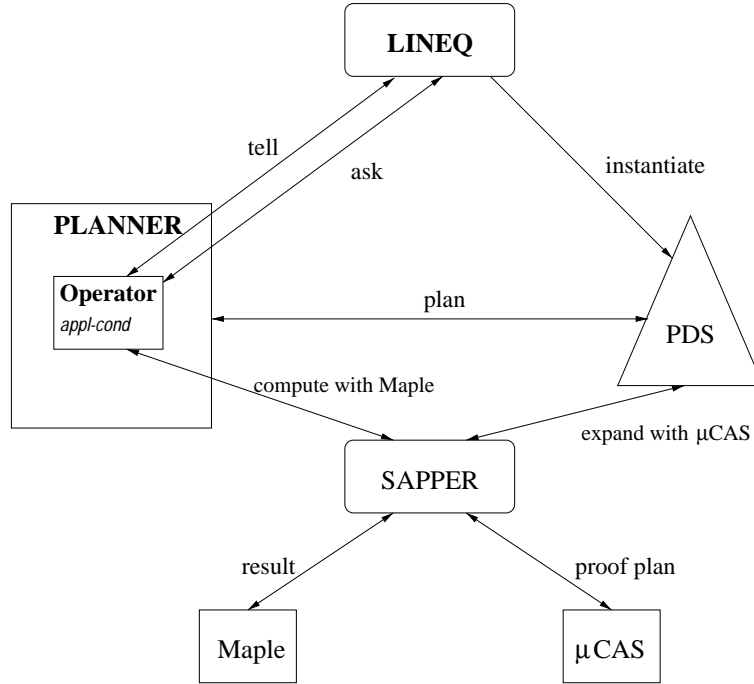 LINEQ
tell
ask
instantiate
PLANNER
Operator
appl-cond
plan
PDS
compute with Maple
expand with μCAS
SAPPER
result
proof plan
Maple
μ CAS